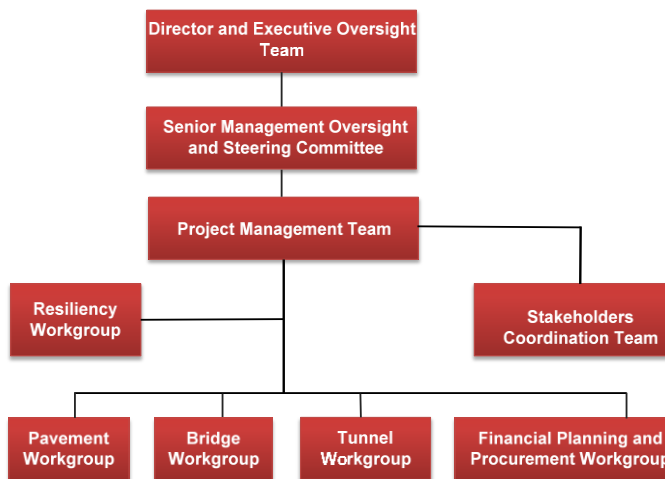 Director and Executive Oversight
Team
Senior Management Oversight
and Steering Committee
Project Management Team
Resiliency
Workgroup
Stakeholders
Coordination Team
Pavement
Workgroup
Bridge
Workgroup
Tunnel
Workgroup
Financial Planning and
Procurement Workgroup